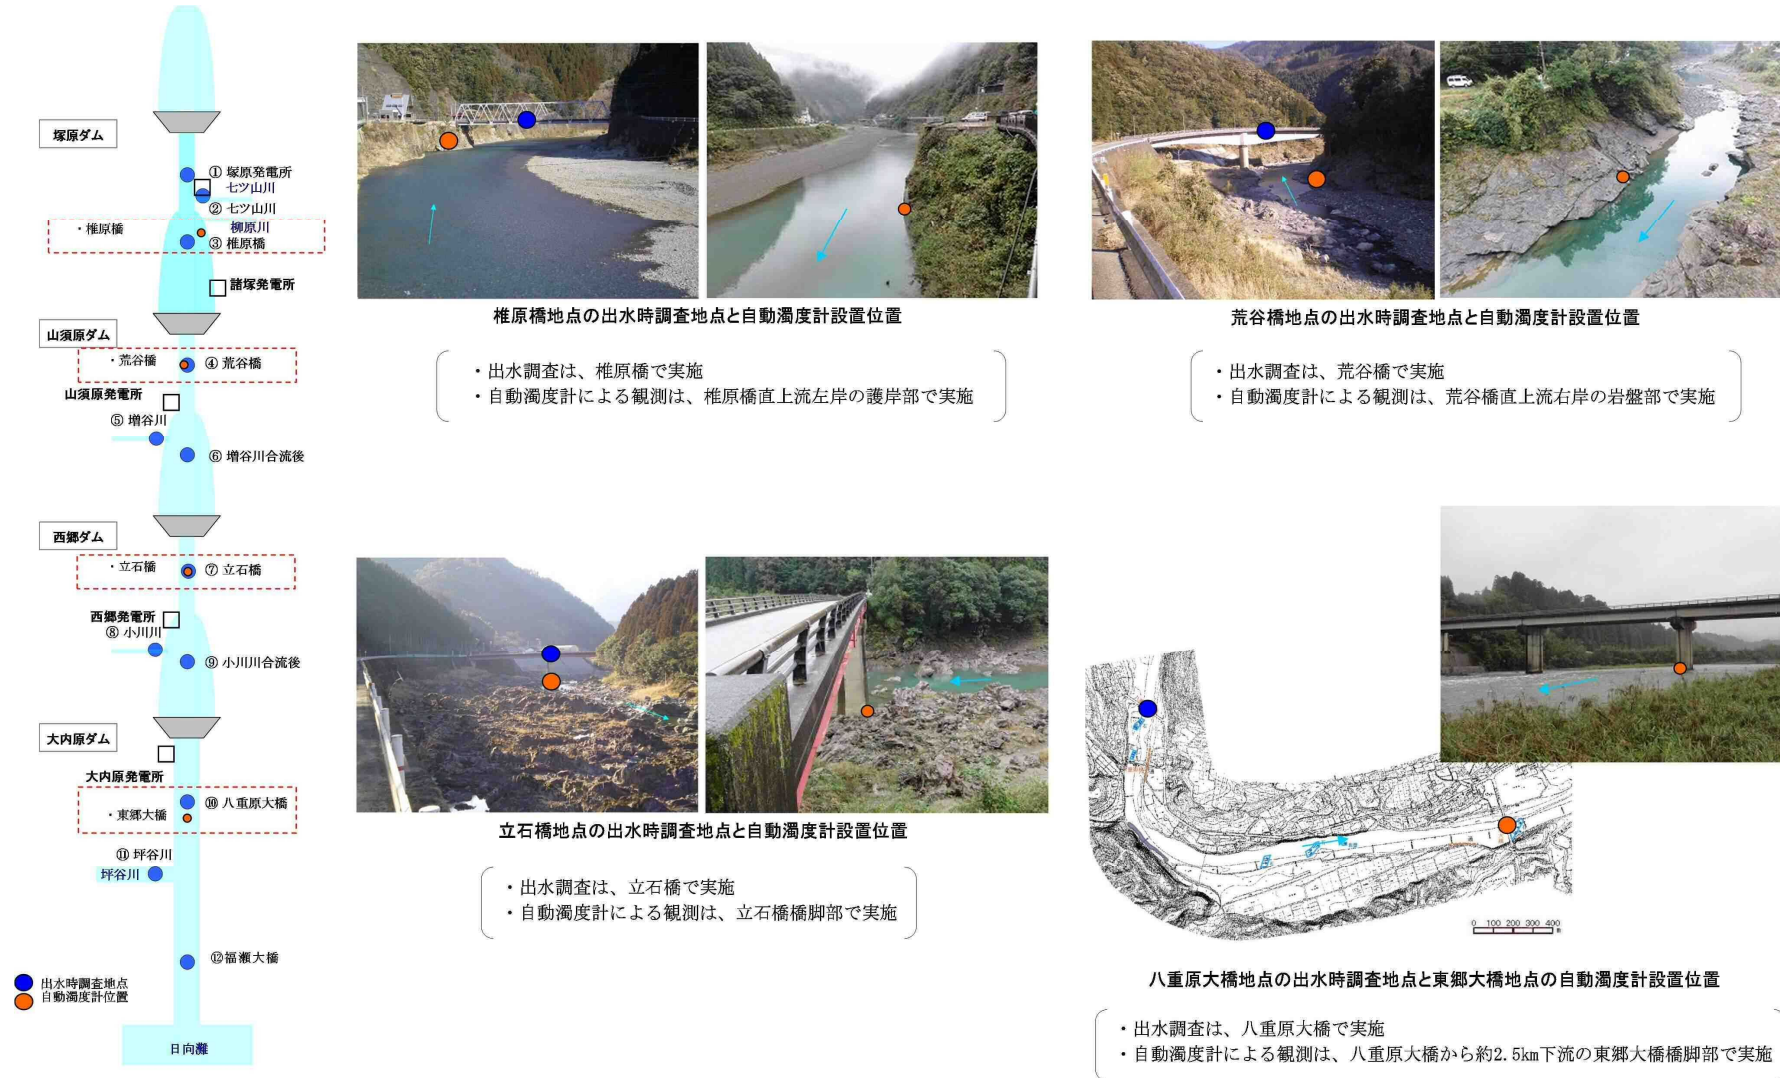 塚原ダム
① 塚原発電所
七ツ山川
② 七ツ山川
柳原川
・椎原橋
③ 椎原橋
諸塚発電所
山須原ダム
・荒谷橋
④ 荒谷橋
山須原発電所
⑤ 増谷川
⑥ 増谷川合流後
西郷ダム
・立石橋
⑦ 立石橋
西郷発電所
⑧ 小川川
⑨ 小川川合流後
大内原ダム
大内原発電所
⑩ 八重原大橋
・東郷大橋
⑪ 坪谷川
坪谷川
⑫福瀬大橋
出水時調査地点
自動濁度計位置
日向灘
椎原橋地点の出水時調査地点と自動濁度計設置位置
・出水調査は、椎原橋で実施
・自動濁度計による観測は、椎原橋直上流左岸の護岸部で実施
荒谷橋地点の出水時調査地点と自動濁度計設置位置
・出水調査は、荒谷橋で実施
・自動濁度計による観測は、荒谷橋直上流右岸の岩盤部で実施
立石橋地点の出水時調査地点と自動濁度計設置位置
・出水調査は、立石橋で実施
・自動濁度計による観測は、立石橋橋脚部で実施
0 100 200 300 400
m
八重原大橋地点の出水時調査地点と東郷大橋地点の自動濁度計設置位置
・出水調査は、八重原大橋で実施
・自動濁度計による観測は、八重原大橋から約2.5km下流の東郷大橋橋脚部で実施